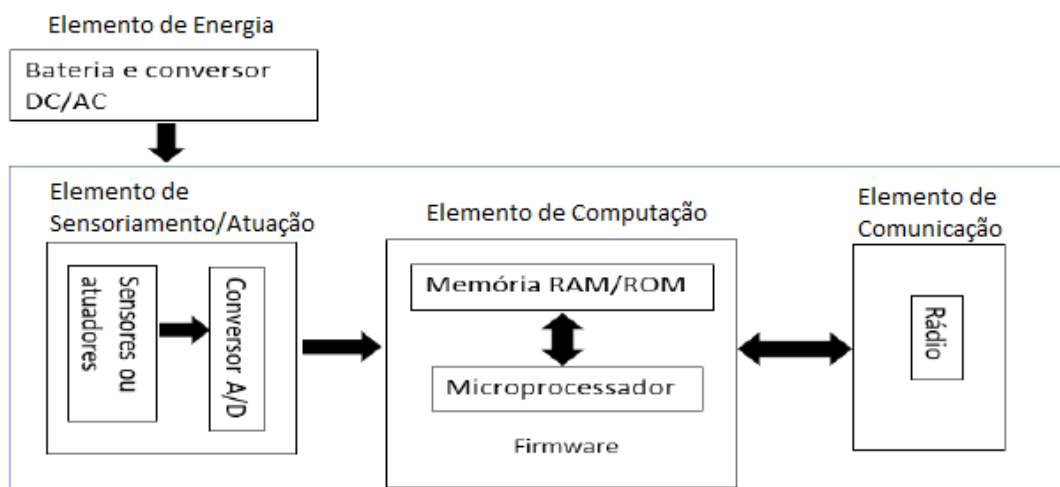 Elemento de Energia
Bateria e conversor
DC/AC
Elemento de
Sensoriamento/Atuação
Sensores ou
atuadores
Conversor A/D
Elemento de Computação
Memória RAM/ROM
Microprocessador
Firmware
Elemento de
Comunicação
Rádio